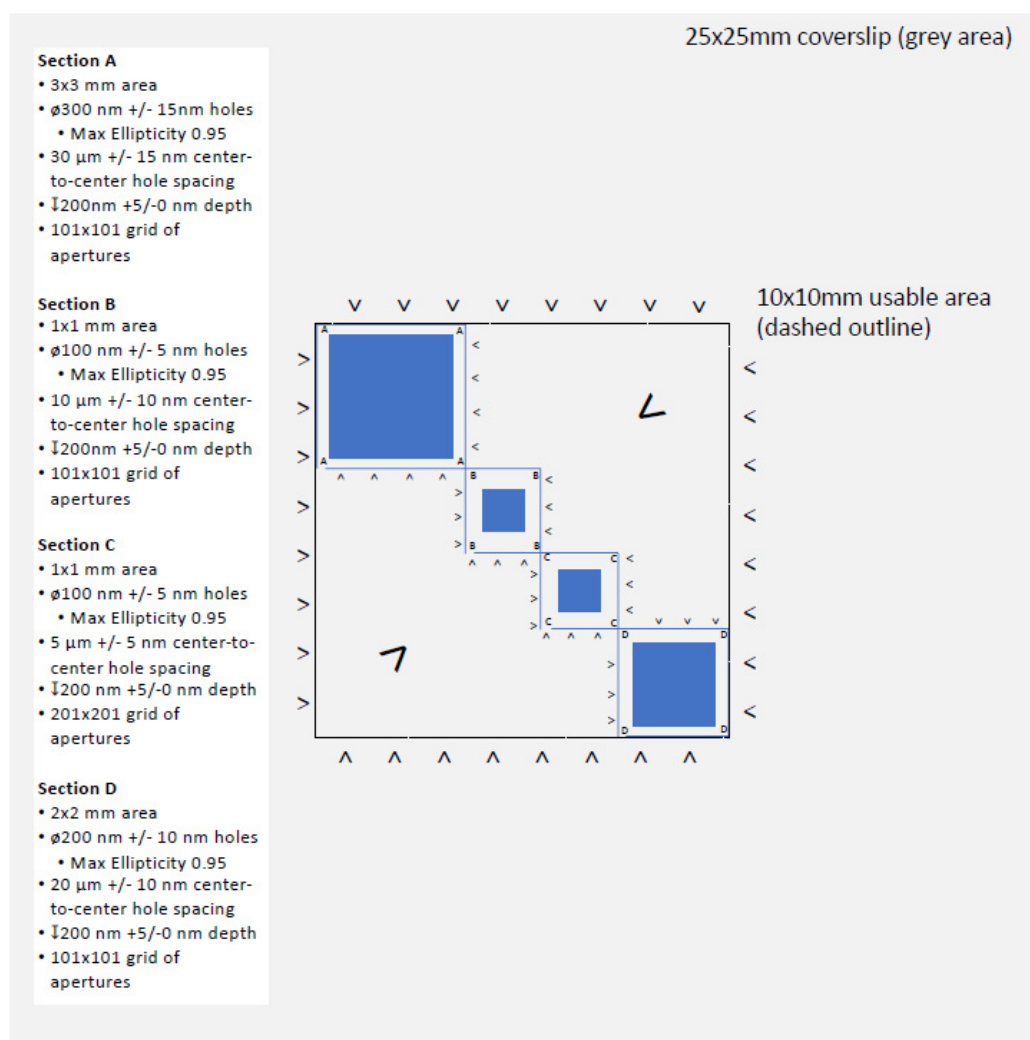 25x25mm coverslip (grey area)
Section A
• 3x3 mm area
• ø300 nm +/- 15nm holes
• Max Ellipticity 0.95
• 30 µm +/- 15 nm center-
to-center hole spacing
• ↧200nm +5/-0 nm depth
• 101x101 grid of
apertures
Section B
• 1x1 mm area
• ø100 nm +/- 5 nm holes
• Max Ellipticity 0.95
• 10 µm +/- 10 nm center-
to-center hole spacing
• ↧200nm +5/-0 nm depth
• 101x101 grid of
apertures
Section C
• 1x1 mm area
• ø100 nm +/- 5 nm holes
• Max Ellipticity 0.95
• 5 µm +/- 5 nm center-to-
center hole spacing
• ↧200 nm +5/-0 nm depth
• 201x201 grid of
apertures
Section D
• 2x2 mm area
• ø200 nm +/- 10 nm holes
• Max Ellipticity 0.95
• 20 µm +/- 10 nm center-
to-center hole spacing
• ↧200 nm +5/-0 nm depth
• 101x101 grid of
apertures
10x10mm usable area
(dashed outline)
A A
A A
B B
B B
C C
C C
D D
D D